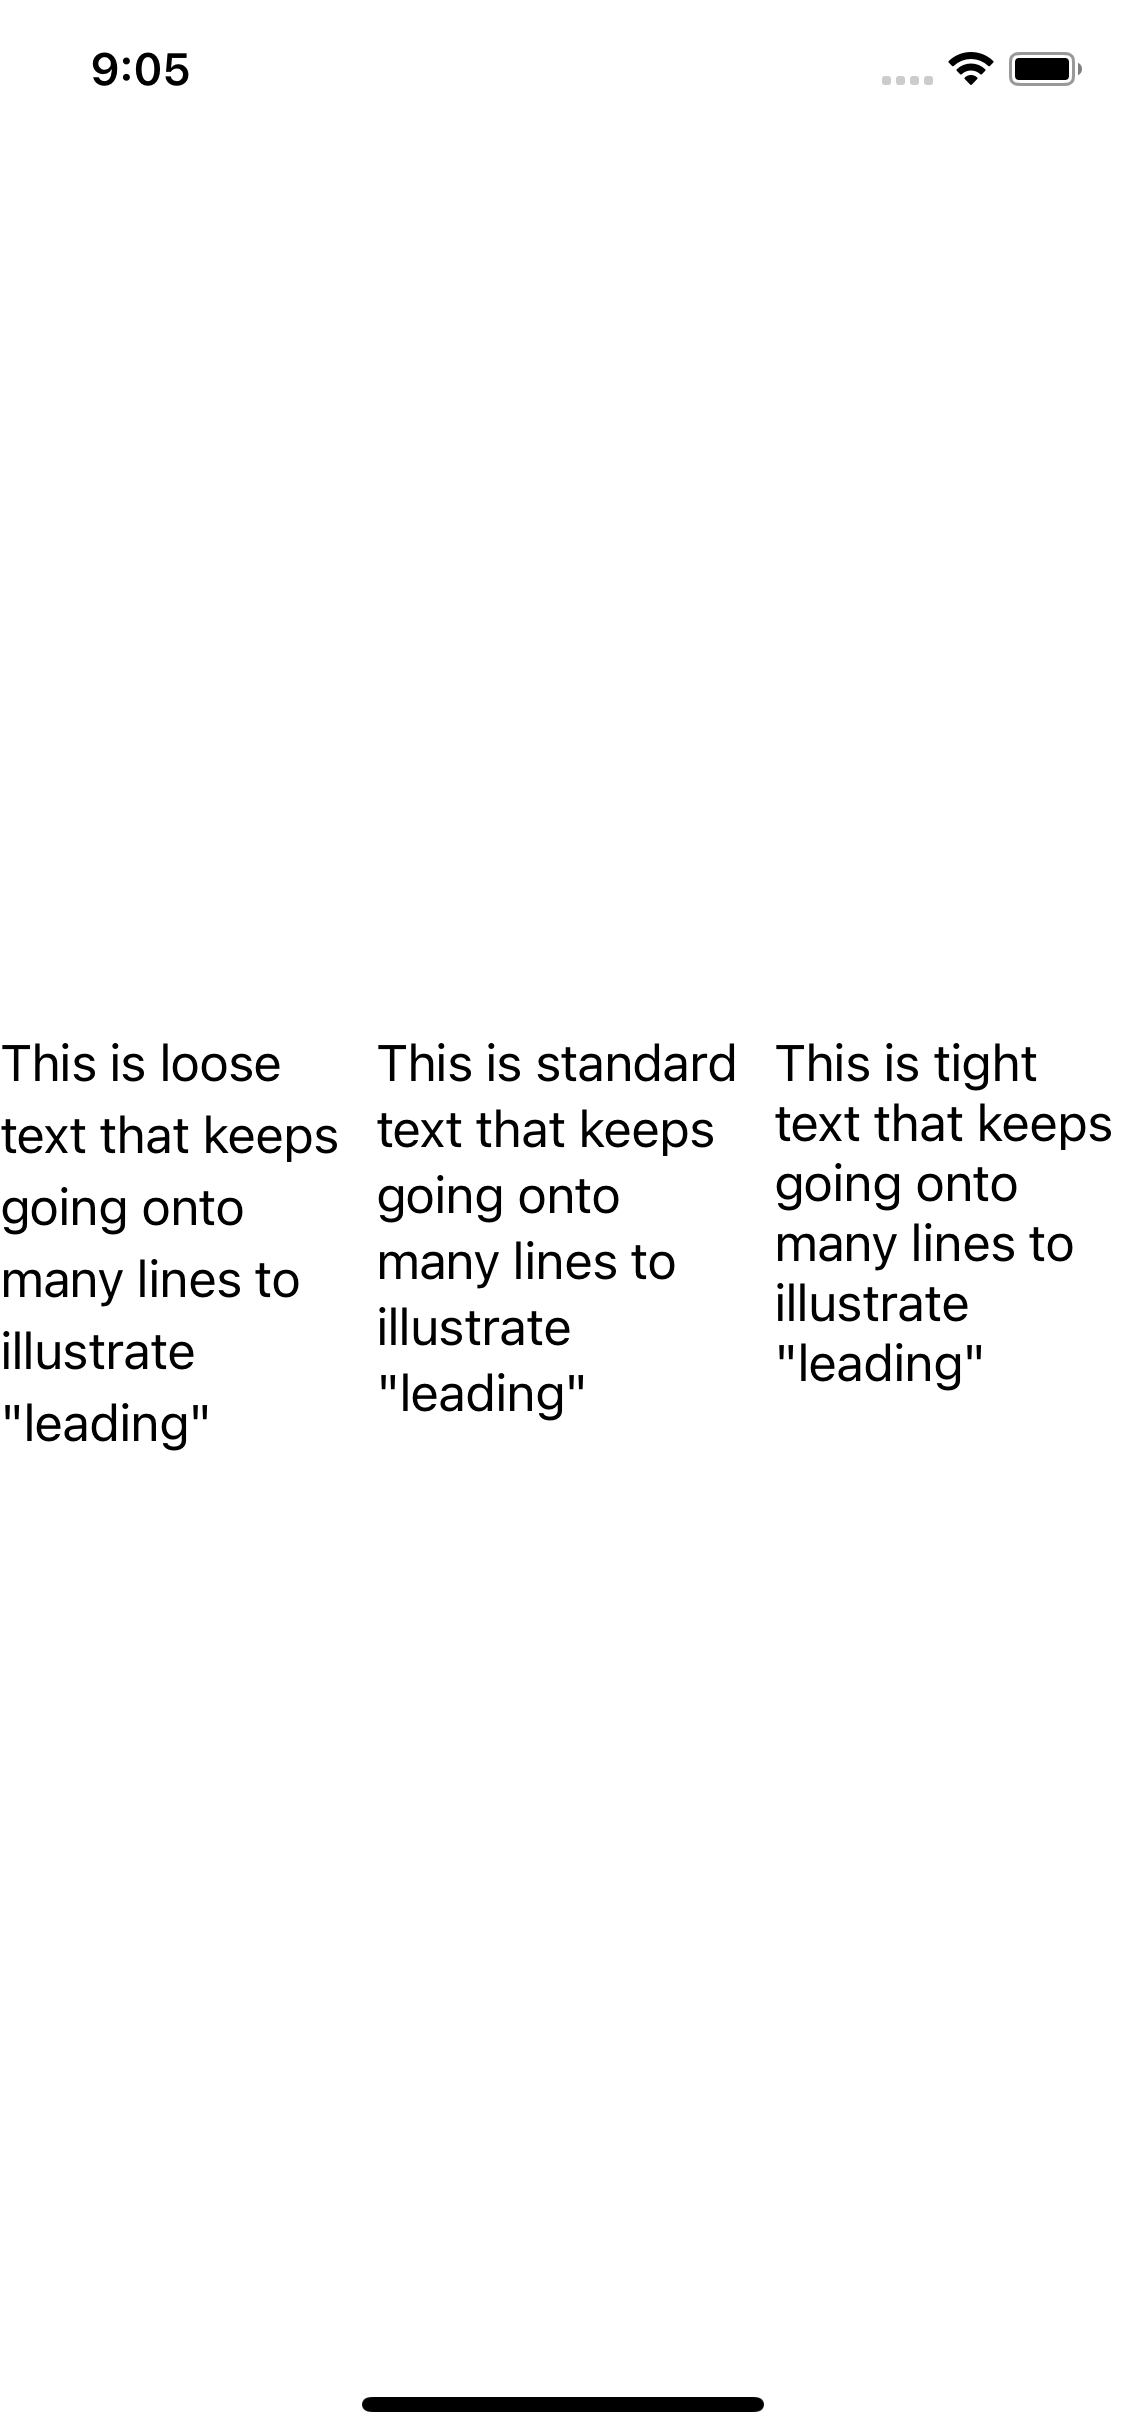 9:05
This is loose
text that keeps
going onto
many lines to
illustrate
"leading"
This is standard
text that keeps
going onto
many lines to
illustrate
"leading"
This is tight
text that keeps
going onto
many lines to
illustrate
"leading"